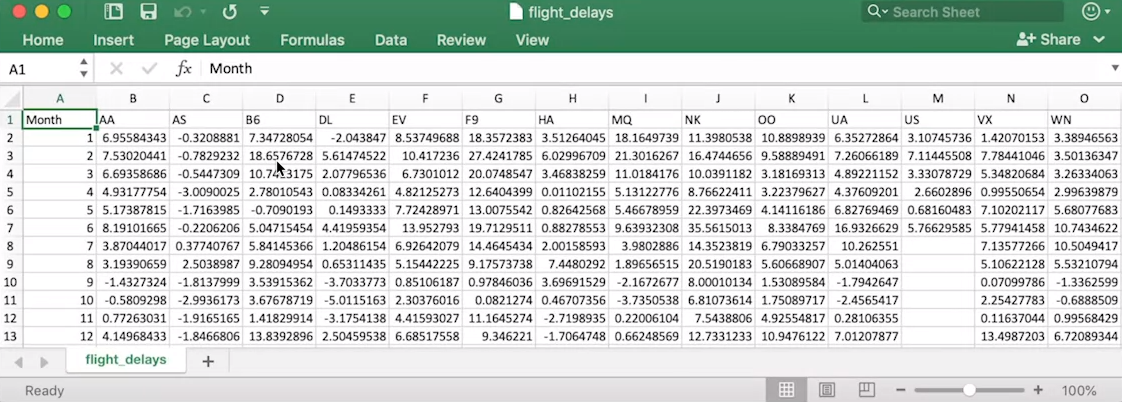 flight_delays
Search Sheet
Home Insert Page Layout Formulas Data Review View Share
A1 fx Month
A B C D E F G H I J K L M N O
1 Month AA AS B6 DL EV F9 HA MQ NK OO UA US VX WN
2 1 6.95584343 -0.3208881 7.34728054 -2.043847 8.53749688 18.3572383 3.51264045 18.1649739 11.3980538 10.8898939 6.35272864 3.10745736 1.42070153 3.38946563
3 2 7.53020441 -0.7829232 18.6576728 5.61474522 10.417236 27.4241785 6.02996709 21.3016267 16.4744656 9.58889491 7.26066189 7.11445508 7.78441046 3.50136347
4 3 6.69358686 -0.5447309 2.07796536 6.7301012 20.0748547 3.46838259 11.0184176 10.0391182 3.18169313 4.89221152 3.33078729 5.34820684 3.26334063
5 4 4.93177754 -3.0090025 2.78010543 0.08334261 4.82125273 12.6404399 0.01102155 5.13122776 8.76622411 3.22379627 4.37609201 2.6602896 0.99550654 2.99639879
6 5 5.17387815 -1.7163985 -0.7090193 0.1493333 7.72428971 13.0075542 0.82642568 5.46678959 22.3973469 4.14116186 6.82769469 0.68160483 7.10202117 5.68077683
7 6 8.19101665 -0.2206206 5.04715454 4.41959354 13.952793 19.7129511 0.88278553 9.63932308 35.5615013 8.3384769 16.9326629 5.76629585 5.77941458 10.7434622
8 7 3.87044017 0.37740767 5.84145366 1.20486154 6.92642079 14.4645434 2.00158593 3.9802886 14.3523819 6.79033257 10.262551 7.13577266 10.5049417
9 8 3.19390659 2.5038987 9.28094954 0.65311435 5.15442225 9.17573738 7.4480292 1.89656515 20.5190183 5.60668907 5.01404063 5.10622128 5.53210794
10 9 -1.4327324 -1.8137999 3.53915362 -3.7033773 0.85106187 0.97846036 3.69691529 -2.1672677 8.00010134 1.53089584 -1.7942647 0.07099786 -1.3362599
11 10 -0.5809298 -2.9936173 3.67678719 -5.0115163 2.30376016 0.0821274 0.46707356 -3.7350538 6.81073614 1.75089717 -2.4565417 2.25427783 -0.6888509
12 11 0.77263031 -1.9165165 1.41829914 -3.1754138 4.41593027 11.1645274 -2.7198935 0.22006104 7.5438806 4.92554817 0.28106355 0.11637044 0.99568429
13 12 4.14968433 -1.8466806 13.8392896 2.50459538 6.68517558 9.346221 -1.7064748 0.66248569 12.7331233 10.9476122 7.01207877 13.4987203 6.72089344
flight_delays
Ready 100%